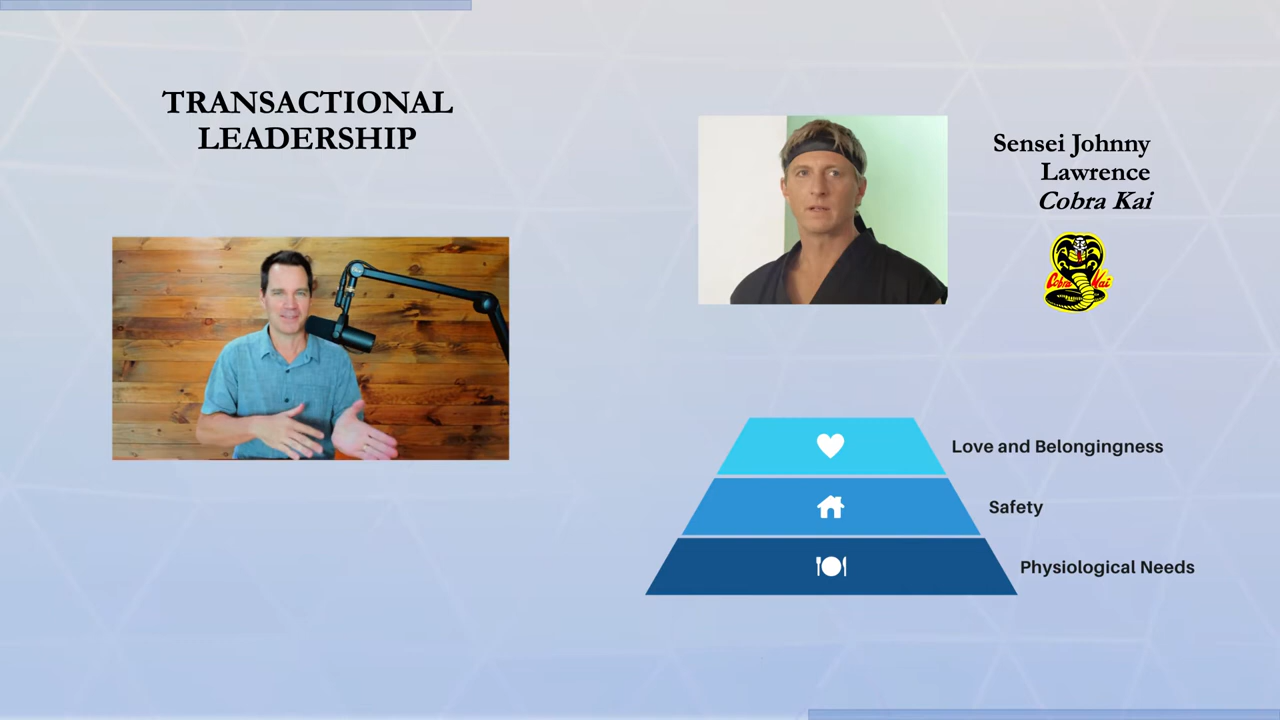 TRANSACTIONAL
LEADERSHIP
Sensei Johnny
Lawrence
Cobra Kai
Cobra Kai
Love and Belongingness
Safety
Physiological Needs